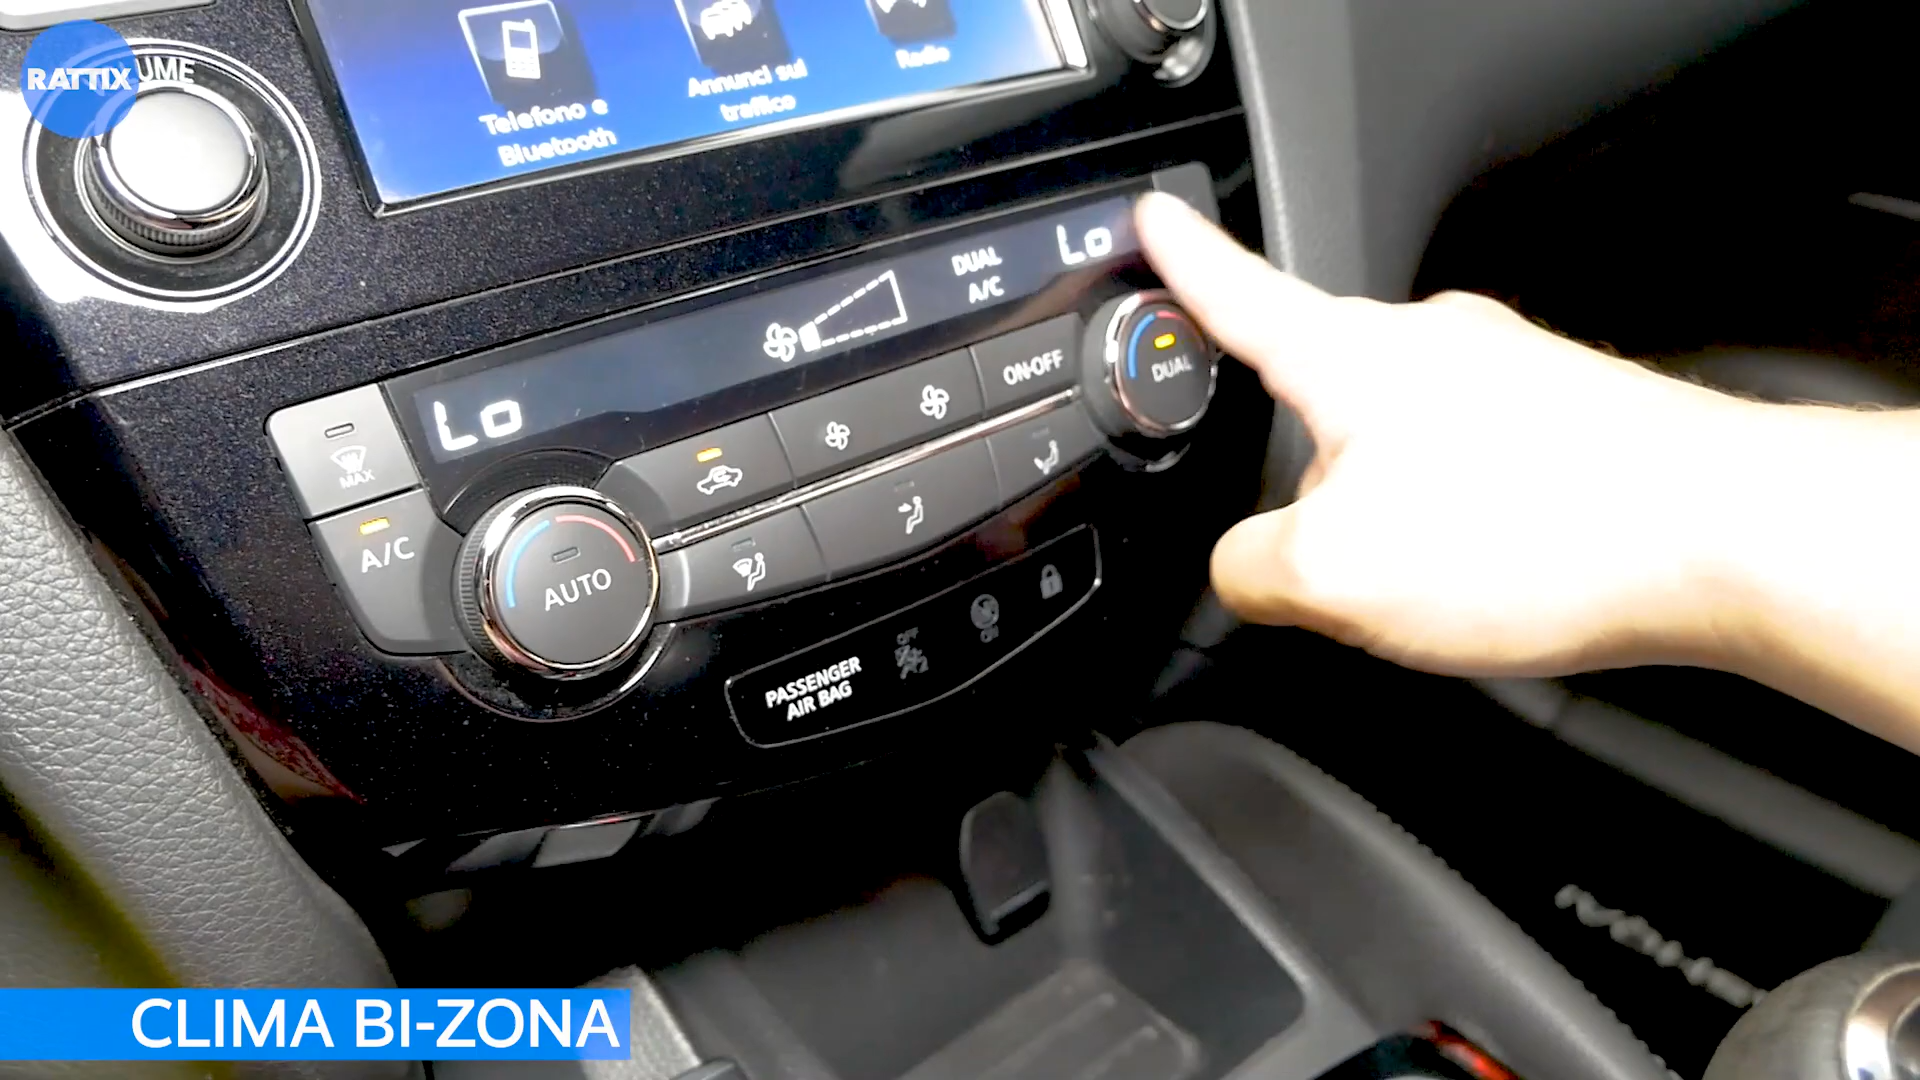 RATTIX
UME
Telefono e
Bluetooth
Annunci sul
traffico
Radio
DUAL
A/C
Lo
Lo
ON·OFF
DUAL
MAX
A/C
AUTO
PASSENGER
AIR BAG
OFF
ON
CLIMA BI-ZONA